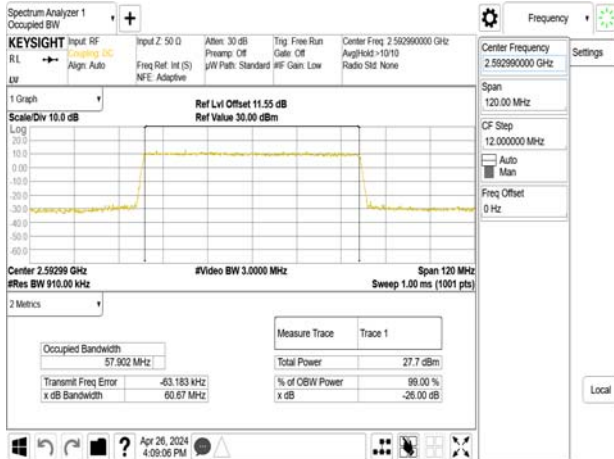 Spectrum Analyzer 1
Occupied BW
Frequency
KEYSIGHT
RL
Input: RF
Coupling: DC
Align: Auto
Input Z: 50 Ω
Freq Ref: Int (S)
NFE: Adaptive
Atten: 30 dB
Preamp: Off
µW Path: Standard
Trig: Free Run
Gate: Off
#IF Gain: Low
Center Freq: 2.592990000 GHz
Avg|Hold:>10/10
Radio Std: None
Center Frequency
2.592990000 GHz
Settings
Span
120.00 MHz
CF Step
12.000000 MHz
Auto
Man
Freq Offset
0 Hz
Local
1 Graph
Scale/Div 10.0 dB
Ref Lvl Offset 11.55 dB
Ref Value 30.00 dBm
Log
20.0
10.0
0.00
-10.0
-20.0
-30.0
-40.0
-50.0
-60.0
Center 2.59299 GHz
#Video BW 3.0000 MHz
Span 120 MHz
#Res BW 910.00 kHz
Sweep 1.00 ms (1001 pts)
2 Metrics
Measure Trace Trace 1
Occupied Bandwidth
57.902 MHz
Total Power 27.7 dBm
Transmit Freq Error -63.183 kHz
% of OBW Power 99.00 %
x dB Bandwidth 60.67 MHz
x dB -26.00 dB
?
Apr 26, 2024
4:09:06 PM